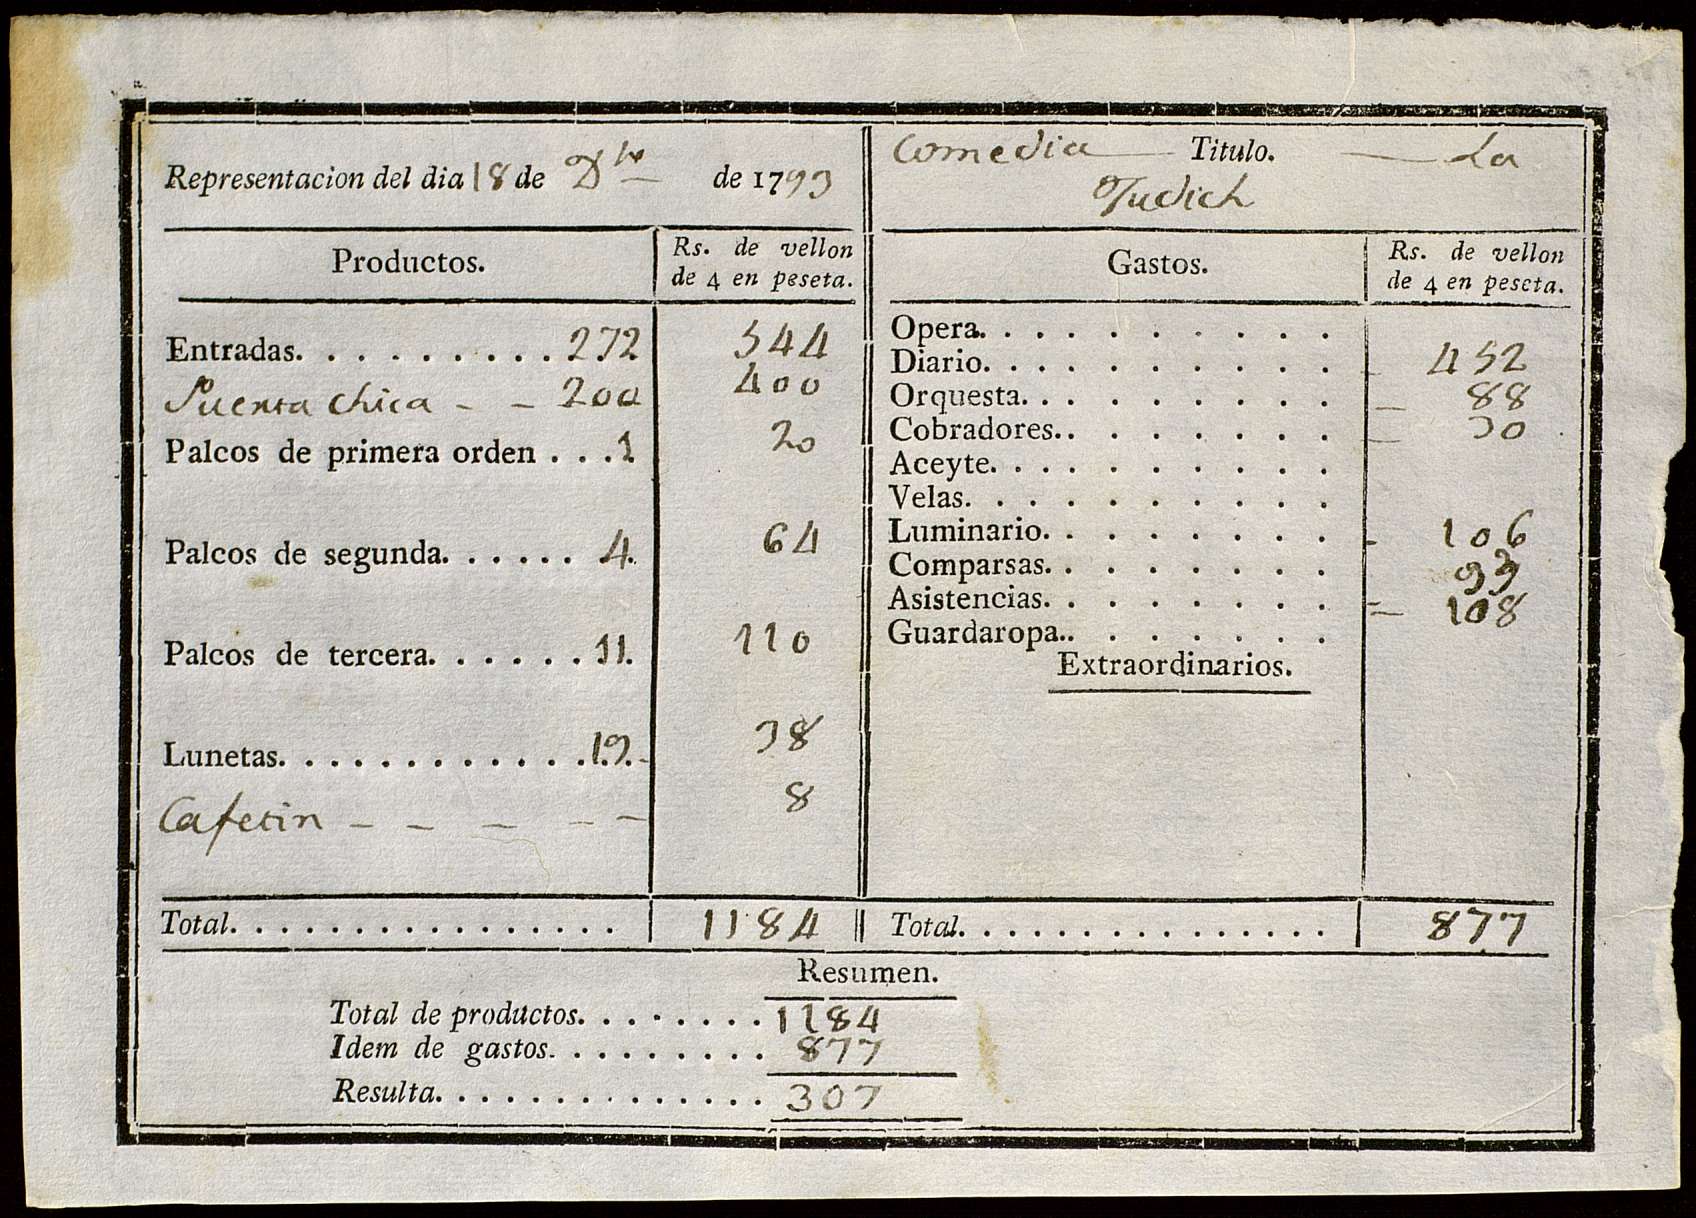 Comedia Titulo. La
Representacion del dia 18 de Dre de 1793
Judich
Productos. Rs. de vellon de 4 en peseta.
Entradas. . . . . . . . . . 272 544
Puerta chica - - 200 400
Palcos de primera orden . . . 1 20
Palcos de segunda. . . . . . 4. 64
Palcos de tercera. . . . . . 11. 110
Lunetas. . . . . . . . . . . . . 19. 38
Cafetin - - - - - 8
Total. . . . . . . . . . . . . . . . . 1184
Gastos. Rs. de vellon de 4 en peseta.
Opera. . . . . . . . . . .
Diario. . . . . . . . . . . - 452
Orquesta. . . . . . . . . . - 88
Cobradores.. . . . . . . . - 30
Aceyte. . . . . . . . . . .
Velas. . . . . . . . . . . .
Luminario. . . . . . . . . - 106
Comparsas. . . . . . . . . 93
Asistencias. . . . . . . . . - 108
Guardaropa.. . . . . . . .
Extraordinarios.
Total. . . . . . . . . . . . . . . . 877
Resumen.
Total de productos. . . . . . . . 1184
Idem de gastos. . . . . . . . . . 877
Resulta. . . . . . . . . . . . . . . 307